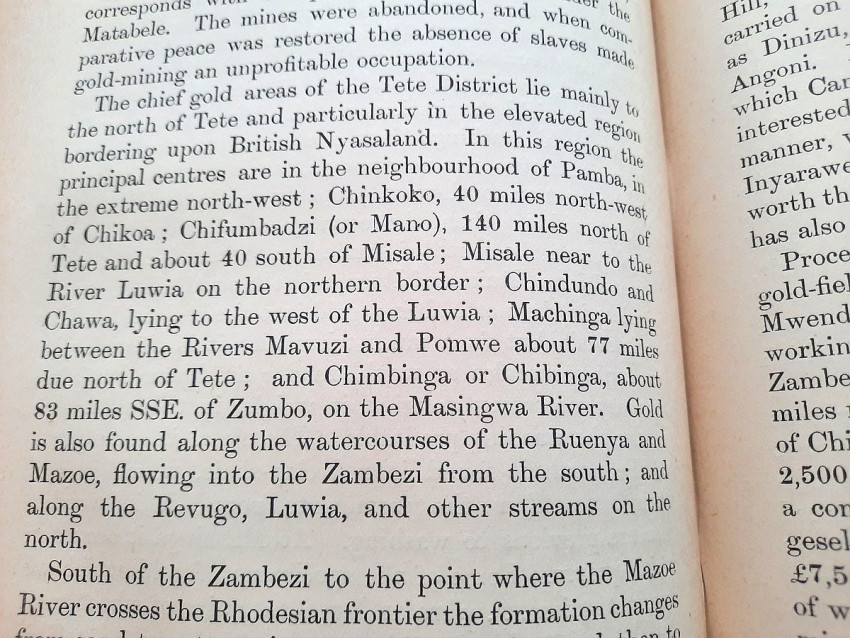 corresponds with
Matabele. The mines were abandoned, and when com-
parative peace was restored the absence of slaves made
gold-mining an unprofitable occupation.
The chief gold areas of the Tete District lie mainly to
the north of Tete and particularly in the elevated region
bordering upon British Nyasaland. In this region the
principal centres are in the neighbourhood of Pamba, in
the extreme north-west ; Chinkoko, 40 miles north-west
of Chikoa ; Chifumbadzi (or Mano), 140 miles north of
Tete and about 40 south of Misale ; Misale near to the
River Luwia on the northern border ; Chindundo and
Chawa, lying to the west of the Luwia ; Machinga lying
between the Rivers Mavuzi and Pomwe about 77 miles
due north of Tete ; and Chimbinga or Chibinga, about
83 miles SSE. of Zumbo, on the Masingwa River. Gold
is also found along the watercourses of the Ruenya and
Mazoe, flowing into the Zambezi from the south ; and
along the Revugo, Luwia, and other streams on the
north.
South of the Zambezi to the point where the Mazoe
River crosses the Rhodesian frontier the formation changes
Hill,
carried on
as Dinizu,
Angoni.
which Car
interested
manner,
Inyarawe
worth th
has also
Proce
gold-fiel
Mwend
workin
Zambe
miles
of Chi
2,500
a con
gesel
£7,5
of w